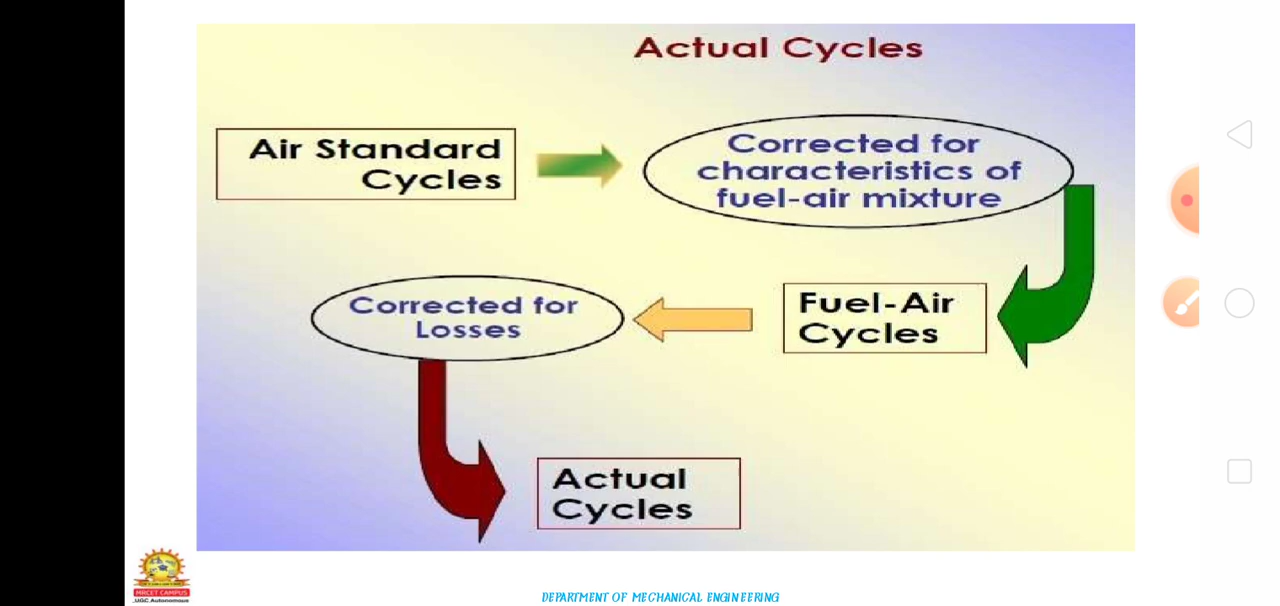 Actual Cycles
Air Standard
Cycles
Corrected for
characteristics of
fuel-air mixture
Corrected for
Losses
Fuel-Air
Cycles
Actual
Cycles
MRCET CAMPUS
UGC Autonomous
DEPARTMENT OF MECHANICAL ENGINEERING